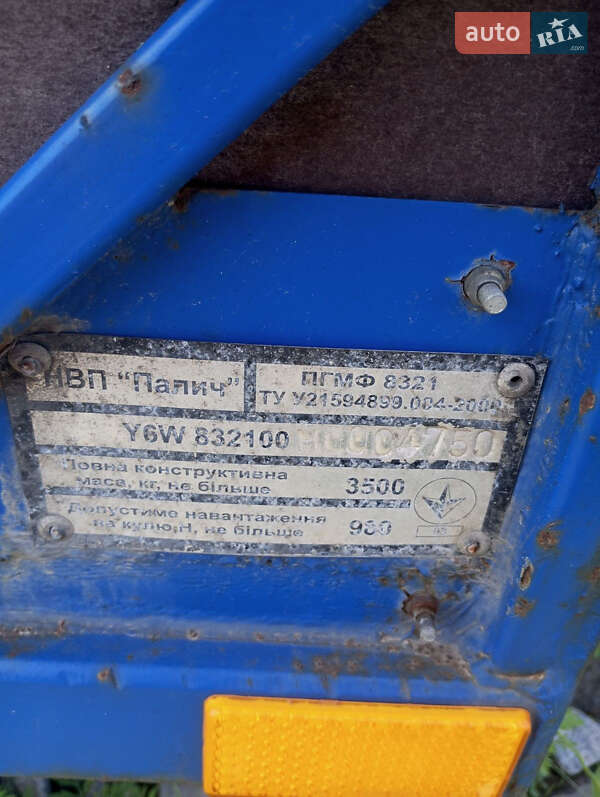 auto RIA.com
НВП "Палич"
ПГМФ 8321
ТУ У21594899.004-2000
Y6W 832100
Повна конструктивна маса, кг, не більше 3500
Допустиме навантаження на кулю,Н, не більше 980